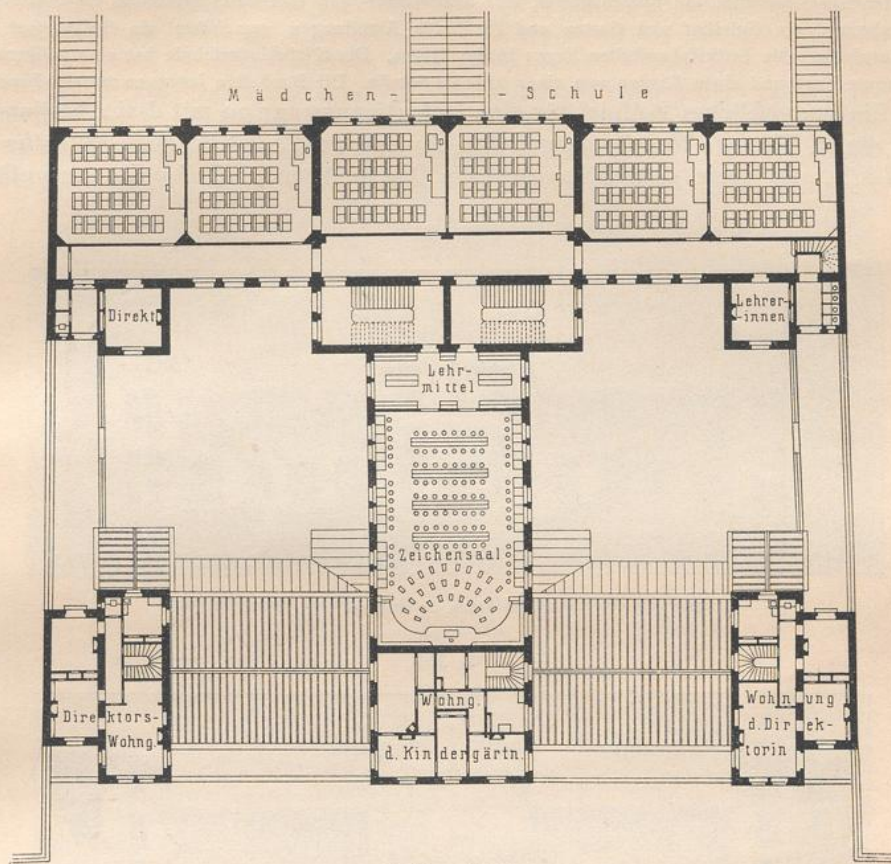 Mädchen- -Schule
Direkt.
Lehrer-
-innen
Lehr-
mittel
Zeichensaal
Direktors-
Wohng.
Wohng.
d. Kindergärtn.
Wohnung
d. Direk-
torin